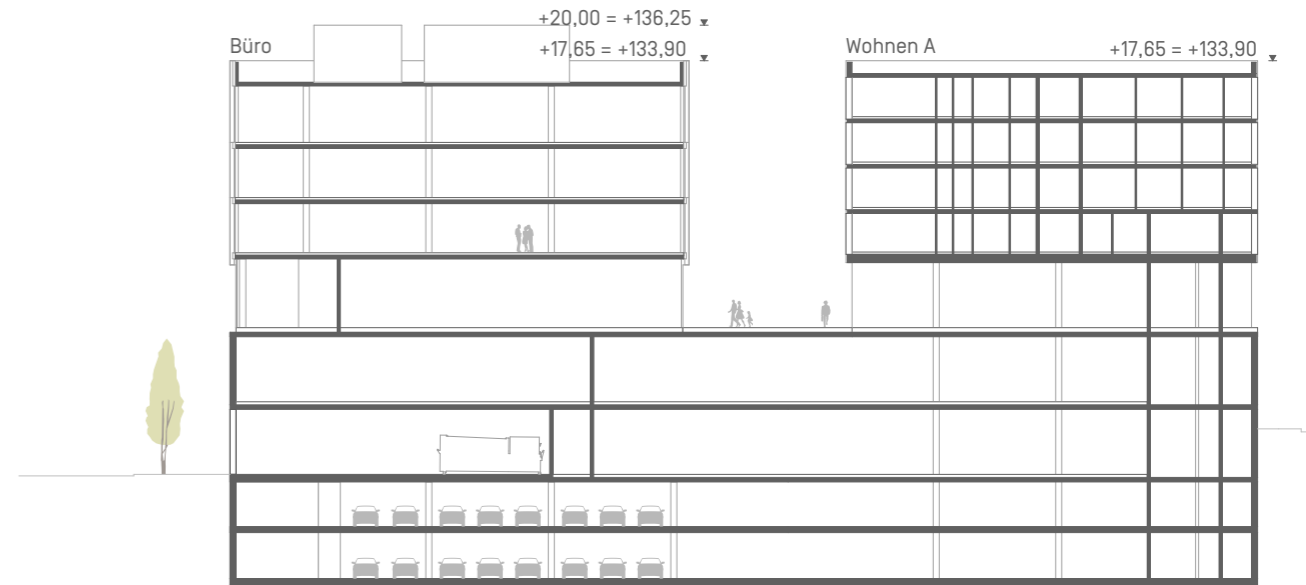 +20,00 = +136,25
Büro
+17,65 = +133,90
Wohnen A
+17,65 = +133,90